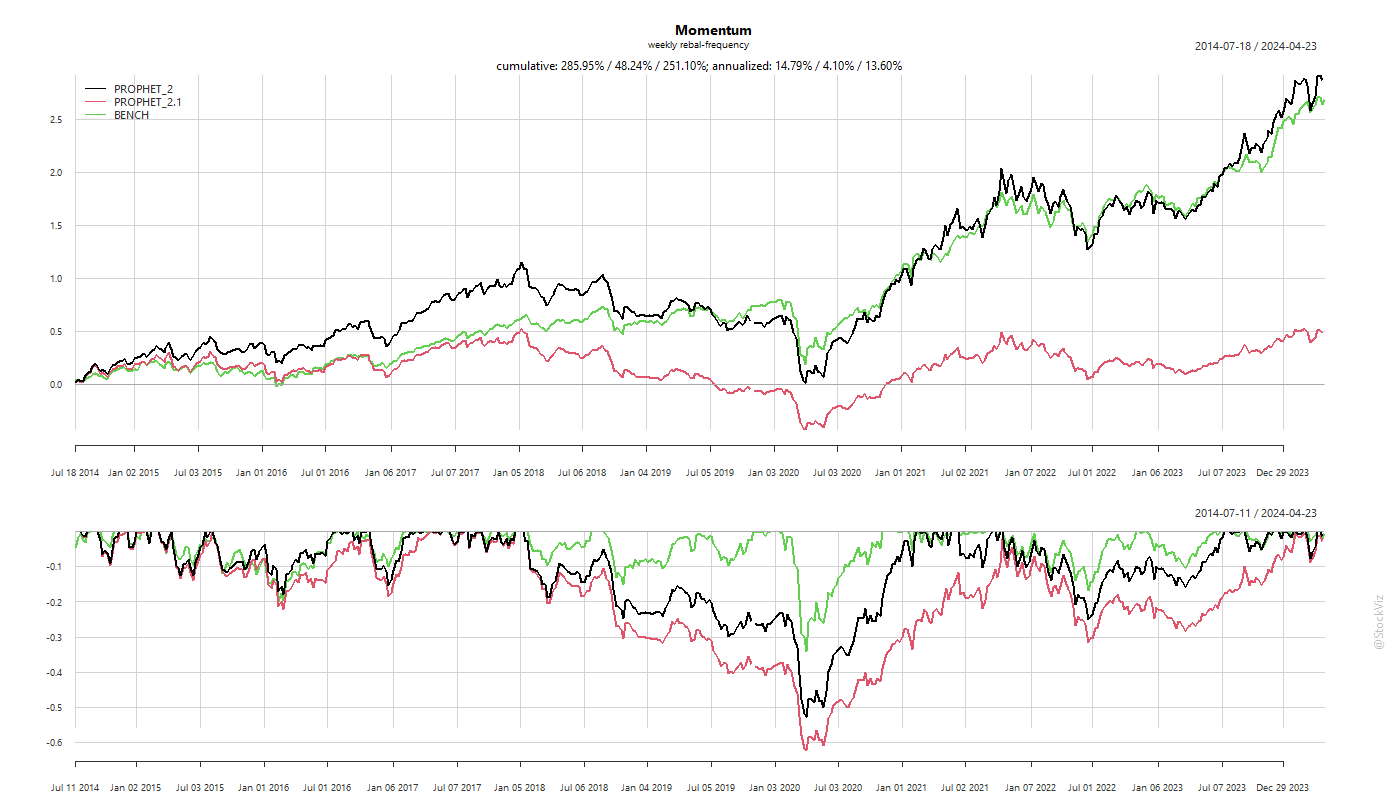 Momentum
weekly rebal-frequency
2014-07-18 / 2024-04-23
cumulative: 285.95% / 48.24% / 251.10%; annualized: 14.79% / 4.10% / 13.60%
PROPHET_2
PROPHET_2.1
BENCH
2.5
2.0
1.5
1.0
0.5
0.0
Jul 18 2014 Jan 02 2015 Jul 03 2015 Jan 01 2016 Jul 01 2016 Jan 06 2017 Jul 07 2017 Jan 05 2018 Jul 06 2018 Jan 04 2019 Jul 05 2019 Jan 03 2020 Jul 03 2020 Jan 01 2021 Jul 02 2021 Jan 07 2022 Jul 01 2022 Jan 06 2023 Jul 07 2023 Dec 29 2023
2014-07-11 / 2024-04-23
-0.1
-0.2
-0.3
-0.4
-0.5
-0.6
Jul 11 2014 Jan 02 2015 Jul 03 2015 Jan 01 2016 Jul 01 2016 Jan 06 2017 Jul 07 2017 Jan 05 2018 Jul 06 2018 Jan 04 2019 Jul 05 2019 Jan 03 2020 Jul 03 2020 Jan 01 2021 Jul 02 2021 Jan 07 2022 Jul 01 2022 Jan 06 2023 Jul 07 2023 Dec 29 2023
@StockViz